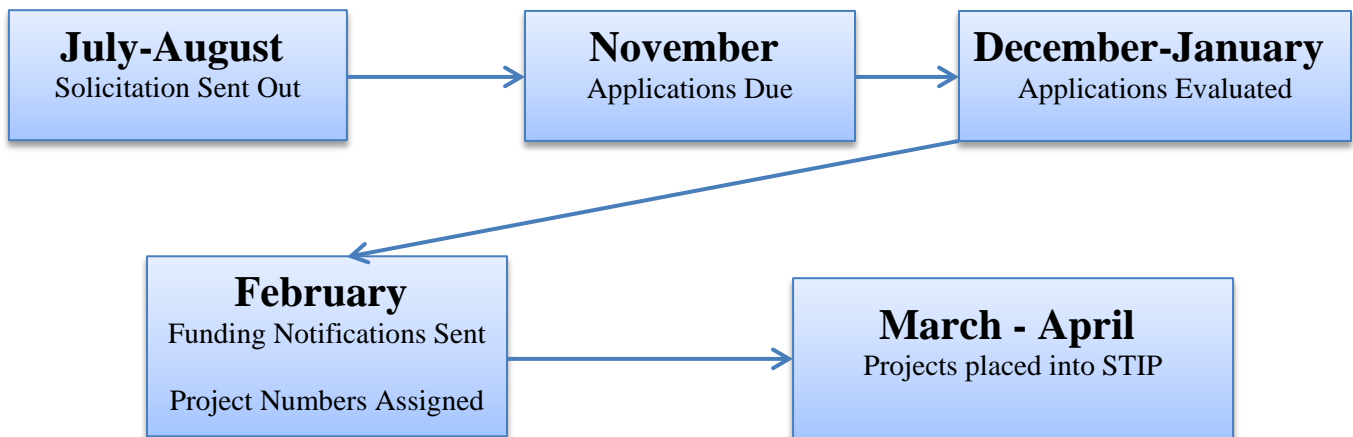 July-August
Solicitation Sent Out
November
Applications Due
December-January
Applications Evaluated
February
Funding Notifications Sent
Project Numbers Assigned
March - April
Projects placed into STIP